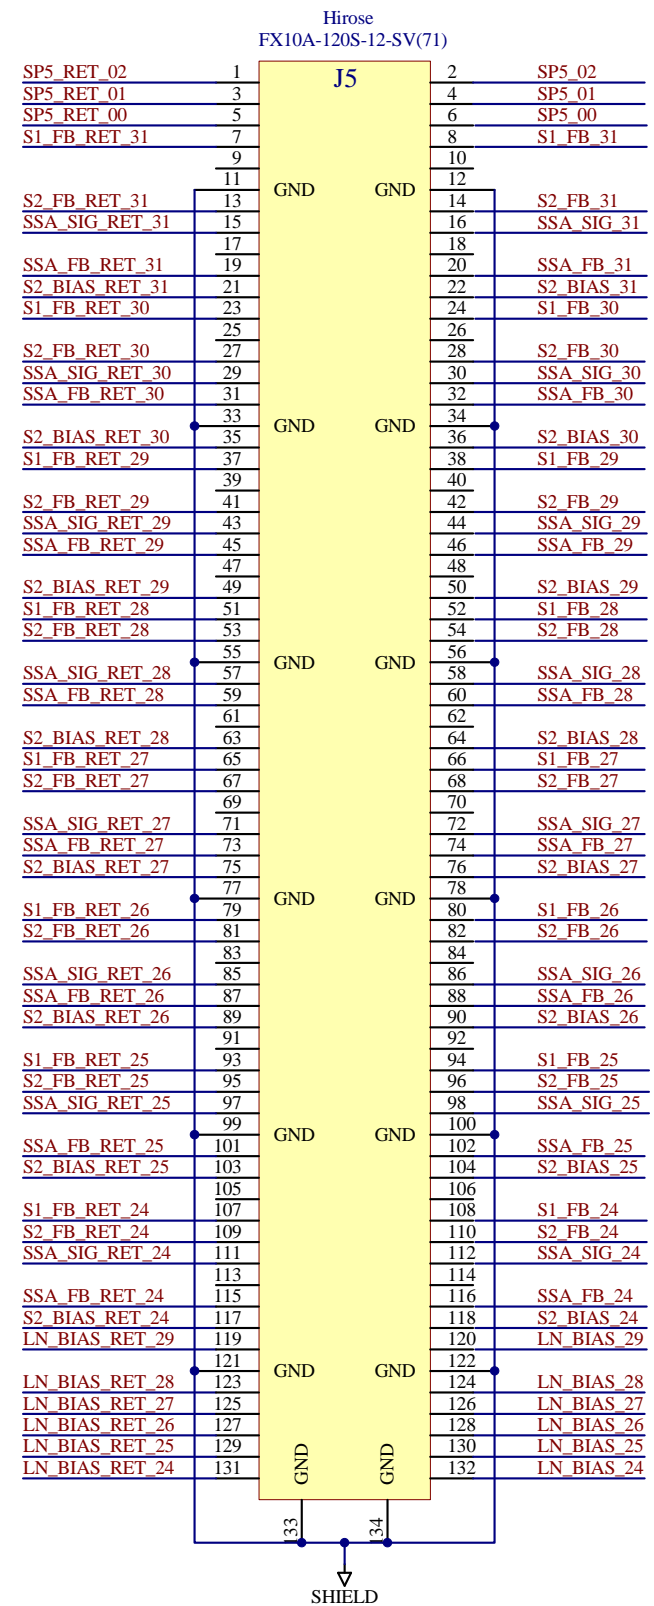 Hirose
FX10A-120S-12-SV(71)
J5
SP5_RET_02 1 2 SP5_02
SP5_RET_01 3 4 SP5_01
SP5_RET_00 5 6 SP5_00
S1_FB_RET_31 7 8 S1_FB_31
9 10
11 GND GND 12
S2_FB_RET_31 13 14 S2_FB_31
SSA_SIG_RET_31 15 16 SSA_SIG_31
17 18
SSA_FB_RET_31 19 20 SSA_FB_31
S2_BIAS_RET_31 21 22 S2_BIAS_31
S1_FB_RET_30 23 24 S1_FB_30
25 26
S2_FB_RET_30 27 28 S2_FB_30
SSA_SIG_RET_30 29 30 SSA_SIG_30
SSA_FB_RET_30 31 32 SSA_FB_30
33 GND GND 34
S2_BIAS_RET_30 35 36 S2_BIAS_30
S1_FB_RET_29 37 38 S1_FB_29
39 40
S2_FB_RET_29 41 42 S2_FB_29
SSA_SIG_RET_29 43 44 SSA_SIG_29
SSA_FB_RET_29 45 46 SSA_FB_29
47 48
S2_BIAS_RET_29 49 50 S2_BIAS_29
S1_FB_RET_28 51 52 S1_FB_28
S2_FB_RET_28 53 54 S2_FB_28
55 GND GND 56
SSA_SIG_RET_28 57 58 SSA_SIG_28
SSA_FB_RET_28 59 60 SSA_FB_28
61 62
S2_BIAS_RET_28 63 64 S2_BIAS_28
S1_FB_RET_27 65 66 S1_FB_27
S2_FB_RET_27 67 68 S2_FB_27
69 70
SSA_SIG_RET_27 71 72 SSA_SIG_27
SSA_FB_RET_27 73 74 SSA_FB_27
S2_BIAS_RET_27 75 76 S2_BIAS_27
77 GND GND 78
S1_FB_RET_26 79 80 S1_FB_26
S2_FB_RET_26 81 82 S2_FB_26
83 84
SSA_SIG_RET_26 85 86 SSA_SIG_26
SSA_FB_RET_26 87 88 SSA_FB_26
S2_BIAS_RET_26 89 90 S2_BIAS_26
91 92
S1_FB_RET_25 93 94 S1_FB_25
S2_FB_RET_25 95 96 S2_FB_25
SSA_SIG_RET_25 97 98 SSA_SIG_25
99 GND GND 100
SSA_FB_RET_25 101 102 SSA_FB_25
S2_BIAS_RET_25 103 104 S2_BIAS_25
105 106
S1_FB_RET_24 107 108 S1_FB_24
S2_FB_RET_24 109 110 S2_FB_24
SSA_SIG_RET_24 111 112 SSA_SIG_24
113 114
SSA_FB_RET_24 115 116 SSA_FB_24
S2_BIAS_RET_24 117 118 S2_BIAS_24
LN_BIAS_RET_29 119 120 LN_BIAS_29
121 GND GND 122
LN_BIAS_RET_28 123 124 LN_BIAS_28
LN_BIAS_RET_27 125 126 LN_BIAS_27
LN_BIAS_RET_26 127 128 LN_BIAS_26
LN_BIAS_RET_25 129 130 LN_BIAS_25
LN_BIAS_RET_24 131 132 LN_BIAS_24
GND GND
133 134
SHIELD